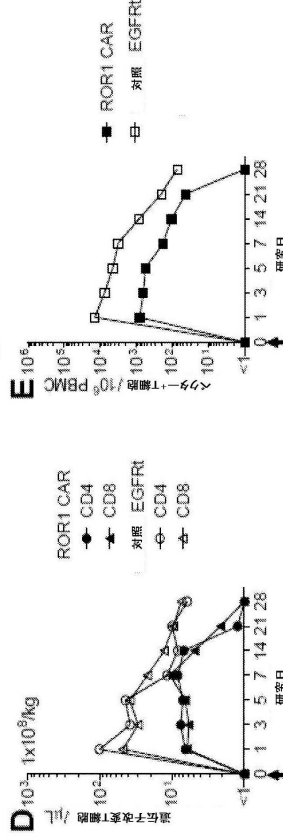 D 1x10⁸/kg
遺伝子改変T細胞 /µL
10³
10²
10¹
<1
0 1 3 5 7 14 21 28
研究日
ROR1 CAR
CD4
CD8
対照 EGFRt
CD4
CD8
E
ベクター⁺T細胞 /10⁶ PBMC
10⁶
10⁵
10⁴
10³
10²
10¹
<1
0 1 3 5 7 14 21 28
研究日
ROR1 CAR
対照 EGFRt